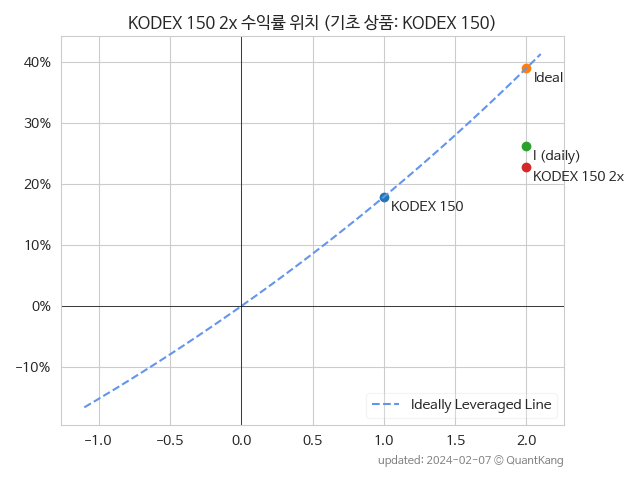 KODEX 150 2x 수익률 위치 (기초 상품: KODEX 150)
40%
30%
20%
10%
0%
−10%
Ideal
I (daily)
KODEX 150 2x
KODEX 150
Ideally Leveraged Line
−1.0
−0.5
0.0
0.5
1.0
1.5
2.0
updated: 2024-02-07 © QuantKang